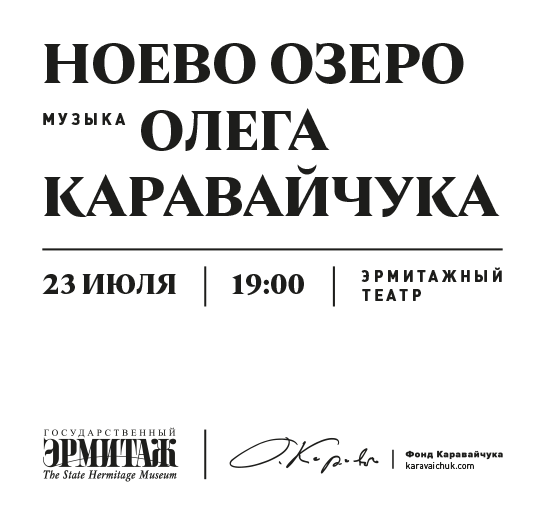 НОЕВО ОЗЕРО
МУЗЫКА ОЛЕГА
КАРАВАЙЧУКА
23 ИЮЛЯ
19:00
ЭРМИТАЖНЫЙ
ТЕАТР
ГОСУДАРСТВЕННЫЙ
ЭРМИТАЖ
The State Hermitage Museum
О. Карав
Фонд Каравайчука
karavaichuk.com